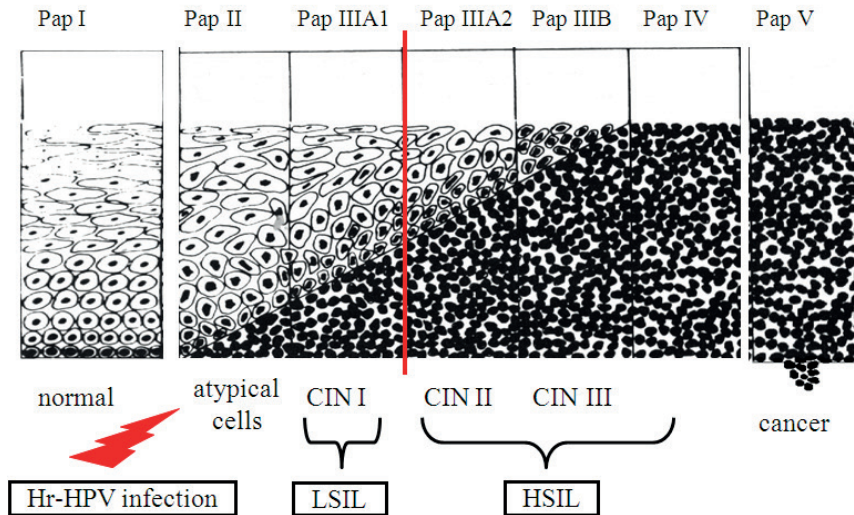 Pap I Pap II Pap IIIA1 Pap IIIA2 Pap IIIB Pap IV Pap V
normal
atypical
cells
CIN I CIN II CIN III
cancer
Hr-HPV infection LSIL HSIL